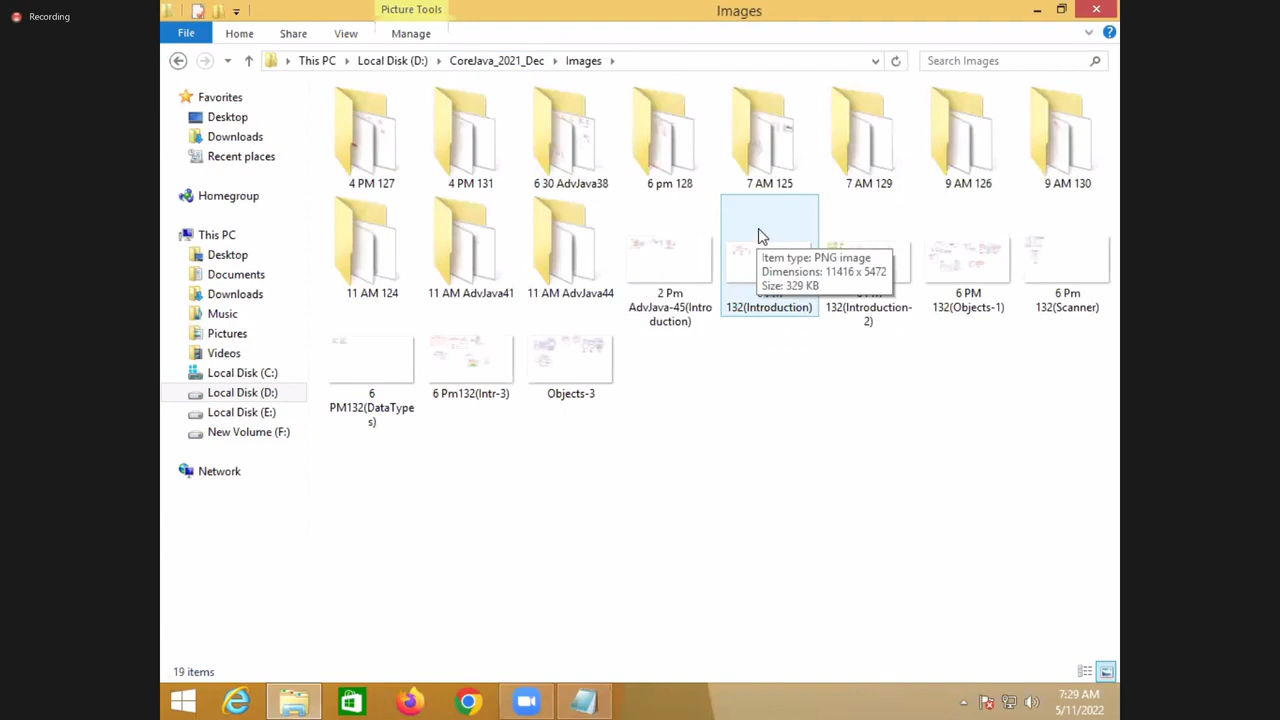 Recording
Picture Tools
Images
File
Home
Share
View
Manage
This PC
Local Disk (D:)
CoreJava_2021_Dec
Images
Search Images
Favorites
Desktop
Downloads
Recent places
Homegroup
This PC
Desktop
Documents
Downloads
Music
Pictures
Videos
Local Disk (C:)
Local Disk (D:)
Local Disk (E:)
New Volume (F:)
Network
4 PM 127
4 PM 131
6 30 AdvJava38
6 pm 128
7 AM 125
7 AM 129
9 AM 126
9 AM 130
11 AM 124
11 AM AdvJava41
11 AM AdvJava44
2 Pm
AdvJava-45(Intro
duction)
132(Introduction)
132(Introduction-
2)
6 PM
132(Objects-1)
6 Pm
132(Scanner)
Item type: PNG image
Dimensions: 11416 x 5472
Size: 329 KB
6
PM132(DataType
s)
6 Pm132(Intr-3)
Objects-3
19 items
7:29 AM
5/11/2022